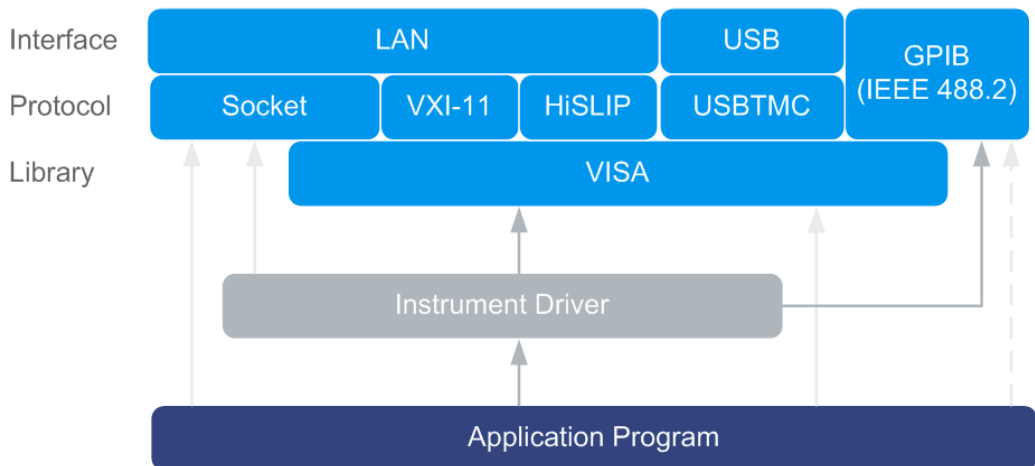 Interface
LAN
USB
GPIB
(IEEE 488.2)
Protocol
Socket
VXI-11
HiSLIP
USBTMC
Library
VISA
Instrument Driver
Application Program